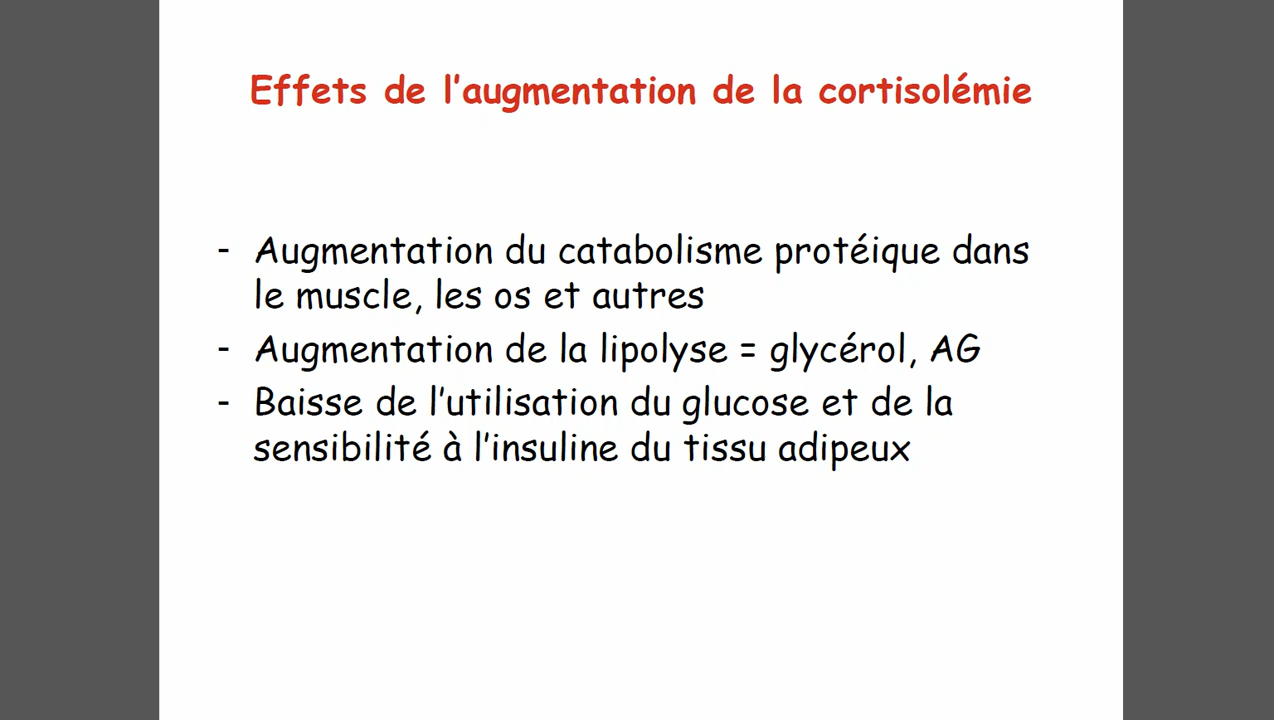 Effets de l'augmentation de la cortisolémie
- Augmentation du catabolisme protéique dans
le muscle, les os et autres
- Augmentation de la lipolyse = glycérol, AG
- Baisse de l'utilisation du glucose et de la
sensibilité à l'insuline du tissu adipeux